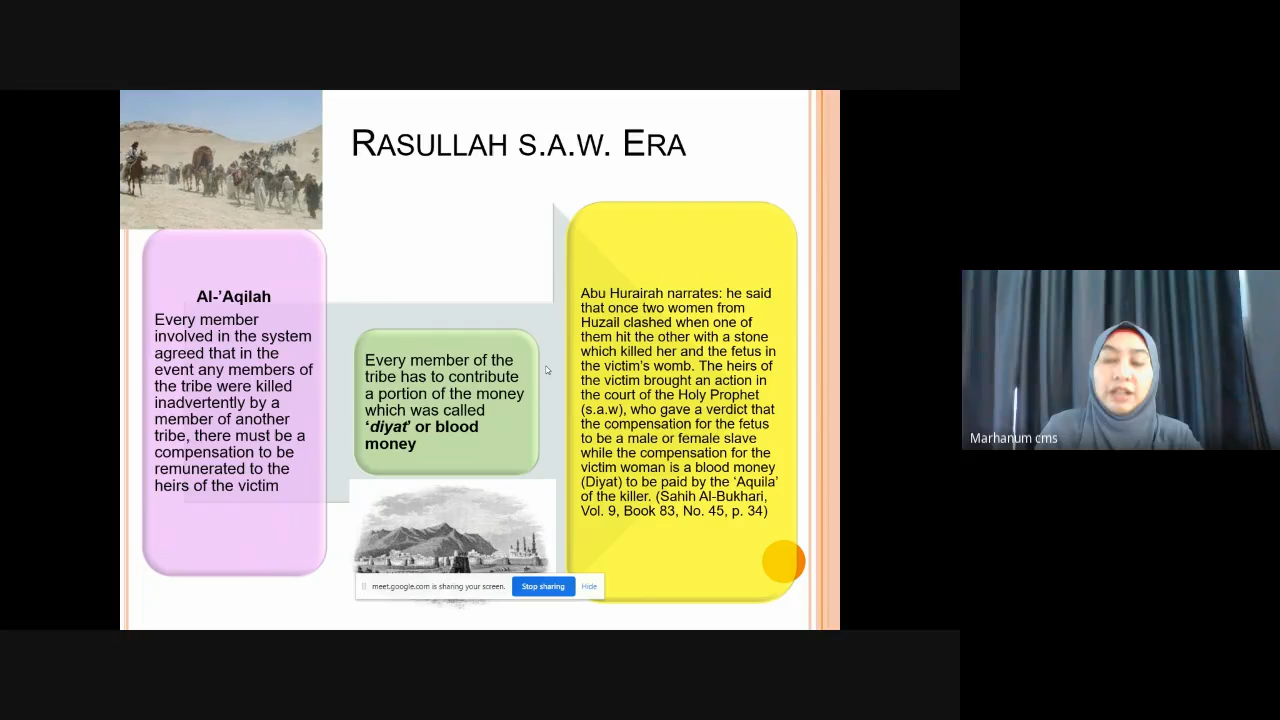 RASULLAH S.A.W. ERA
Al-’Aqilah
Every member
involved in the system
agreed that in the
event any members of
the tribe were killed
inadvertently by a
member of another
tribe, there must be a
compensation to be
remunerated to the
heirs of the victim
Every member of the
tribe has to contribute
a portion of the money
which was called
‘diyat’ or blood
money
Abu Hurairah narrates: he said
that once two women from
Huzail clashed when one of
them hit the other with a stone
which killed her and the fetus in
the victim’s womb. The heirs of
the victim brought an action in
the court of the Holy Prophet
(s.a.w), who gave a verdict that
the compensation for the fetus
to be a male or female slave
while the compensation for the
victim woman is a blood money
(Diyat) to be paid by the ‘Aquila’
of the killer. (Sahih Al-Bukhari,
Vol. 9, Book 83, No. 45, p. 34)
meet.google.com is sharing your screen.
Stop sharing
Hide
Marhanum cms